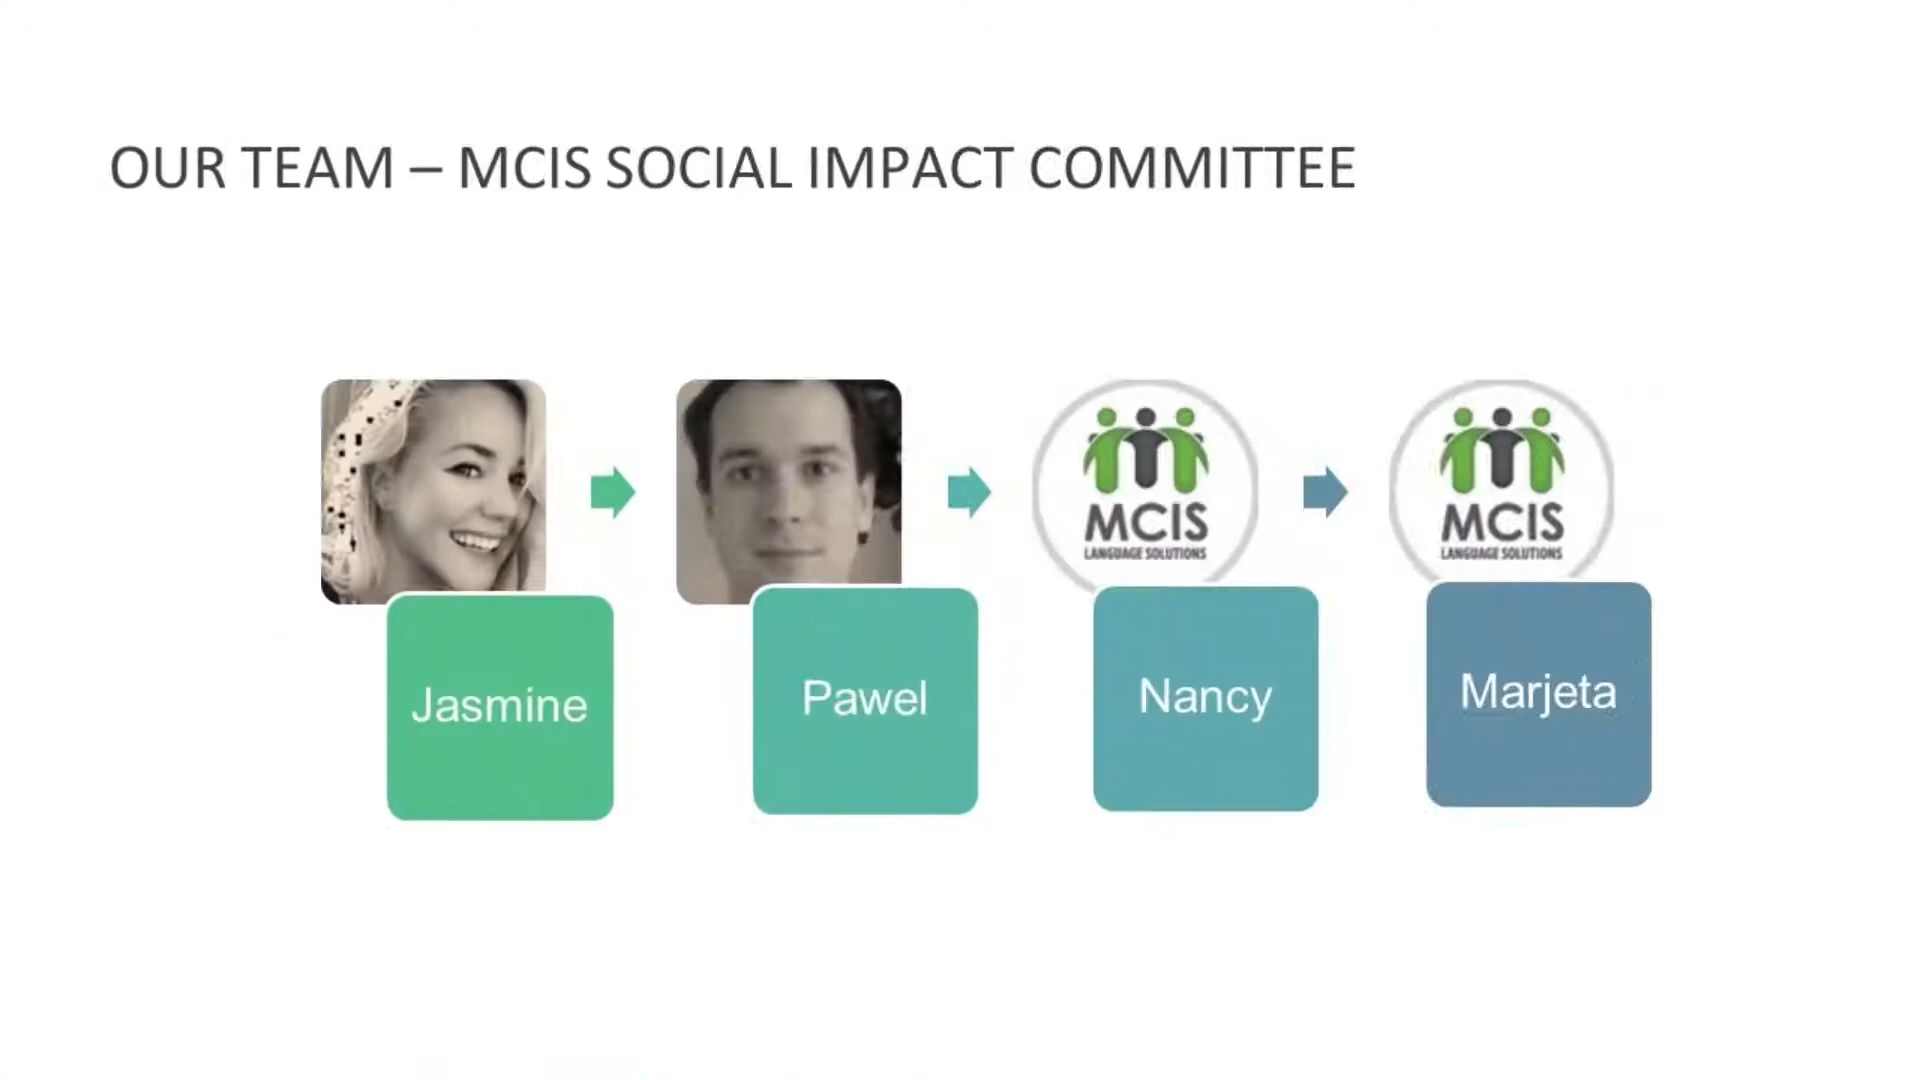 OUR TEAM – MCIS SOCIAL IMPACT COMMITTEE
MCIS
LANGUAGE SOLUTIONS
MCIS
LANGUAGE SOLUTIONS
Jasmine
Pawel
Nancy
Marjeta